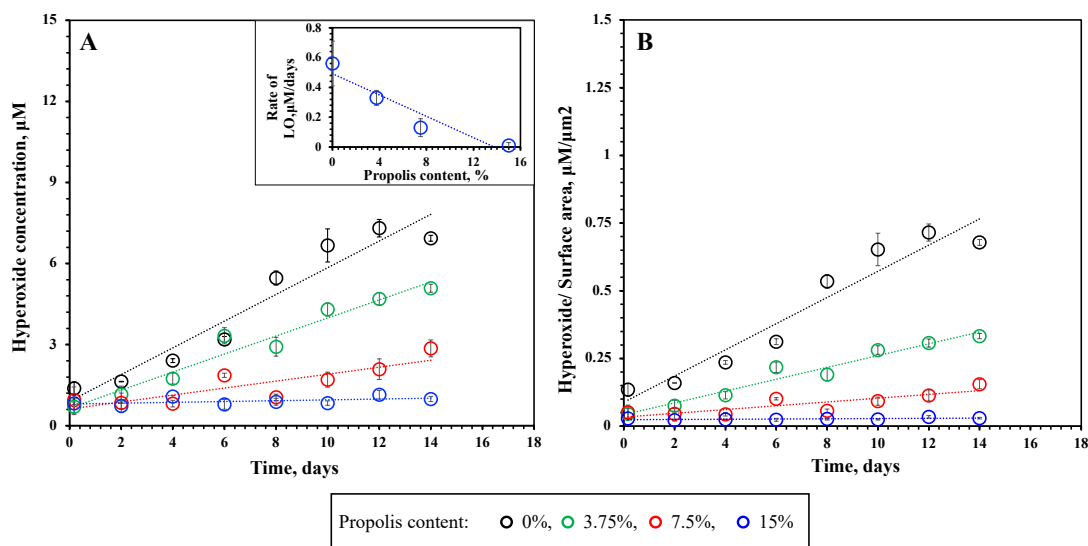 A
15
12
9
6
3
0
Hyperoxide concentration, µM
0 2 4 6 8 10 12 14 16 18
Time, days
0.8
0.6
0.4
0.2
0
Rate of
LO,µM/days
0 4 8 12 16
Propolis content, %
B
1.5
1.25
1
0.75
0.5
0.25
0
Hyperoxide/ Surface area, µM/µm2
0 2 4 6 8 10 12 14 16 18
Time, days
Propolis content: 0%, 3.75%, 7.5%, 15%